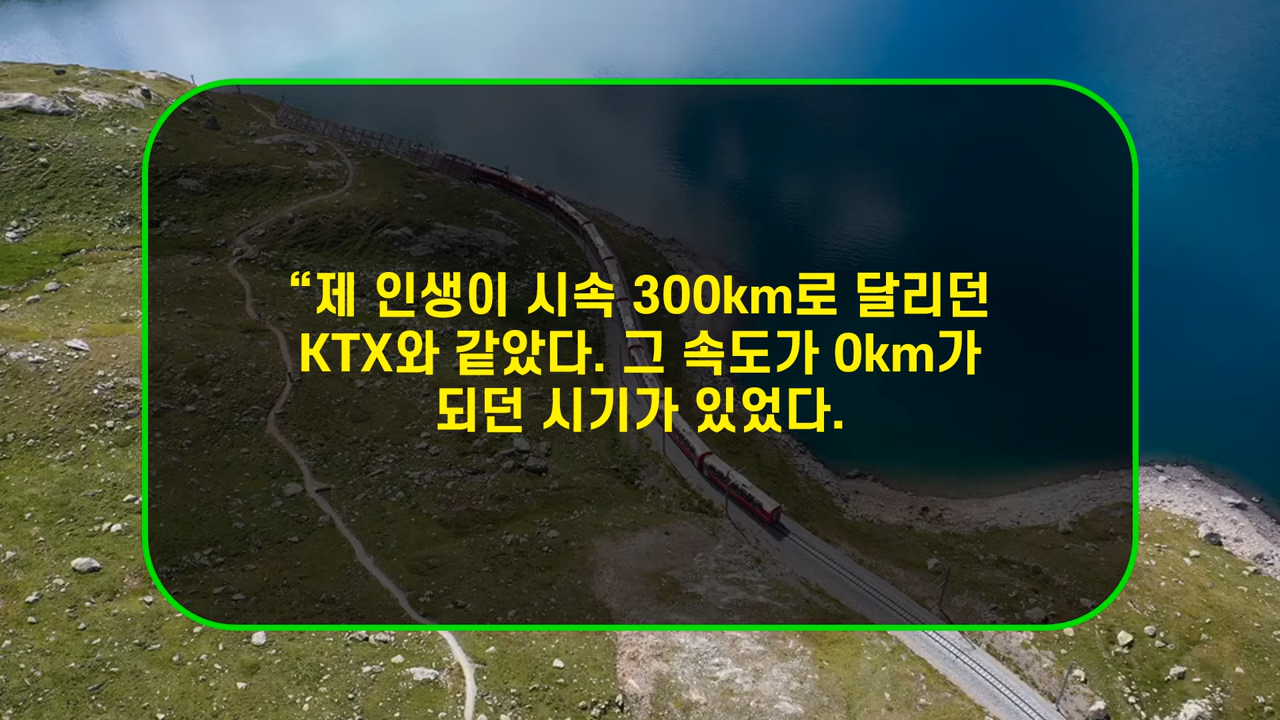 “제 인생이 시속 300km로 달리던
KTX와 같았다. 그 속도가 0km가
되던 시기가 있었다.